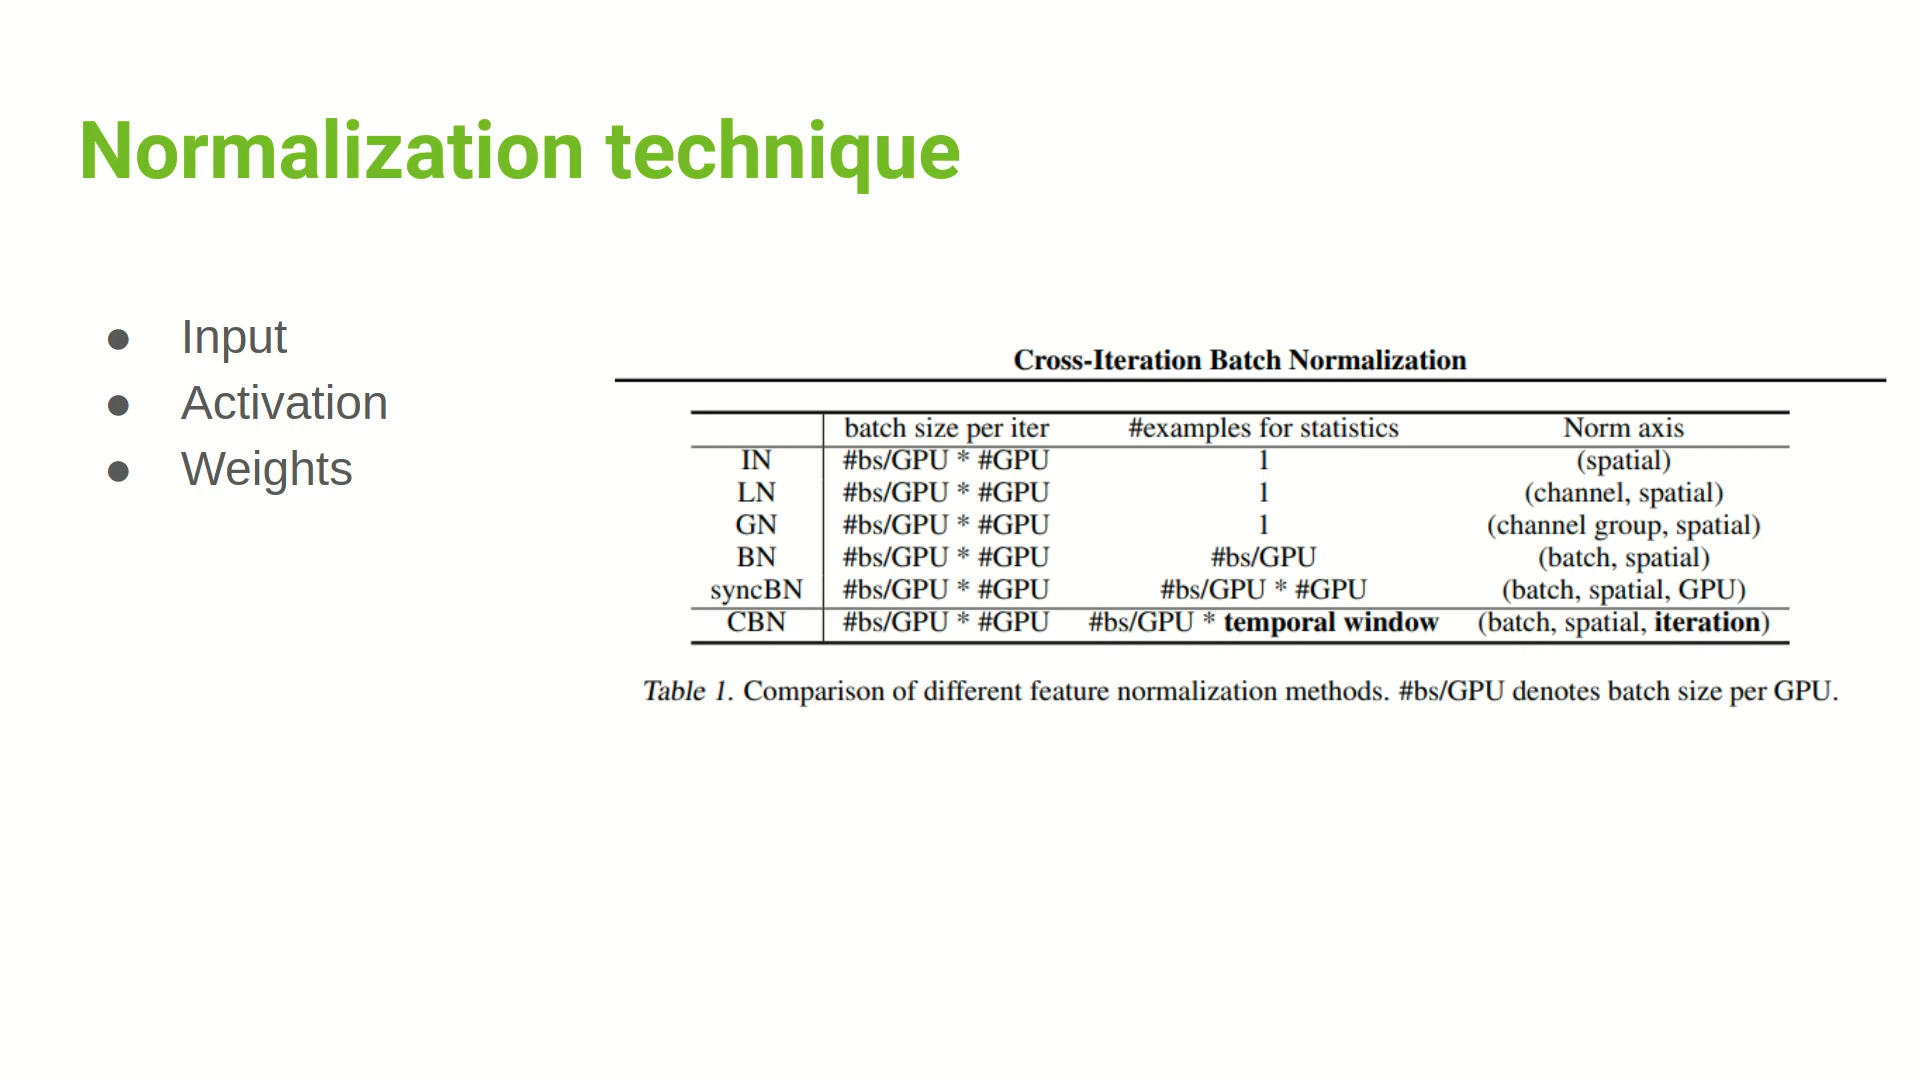 Normalization technique
● Input
● Activation
● Weights
Cross-Iteration Batch Normalization
batch size per iter #examples for statistics Norm axis
IN #bs/GPU * #GPU 1 (spatial)
LN #bs/GPU * #GPU 1 (channel, spatial)
GN #bs/GPU * #GPU 1 (channel group, spatial)
BN #bs/GPU * #GPU #bs/GPU (batch, spatial)
syncBN #bs/GPU * #GPU #bs/GPU * #GPU (batch, spatial, GPU)
CBN #bs/GPU * #GPU #bs/GPU * temporal window (batch, spatial, iteration)
Table 1. Comparison of different feature normalization methods. #bs/GPU denotes batch size per GPU.